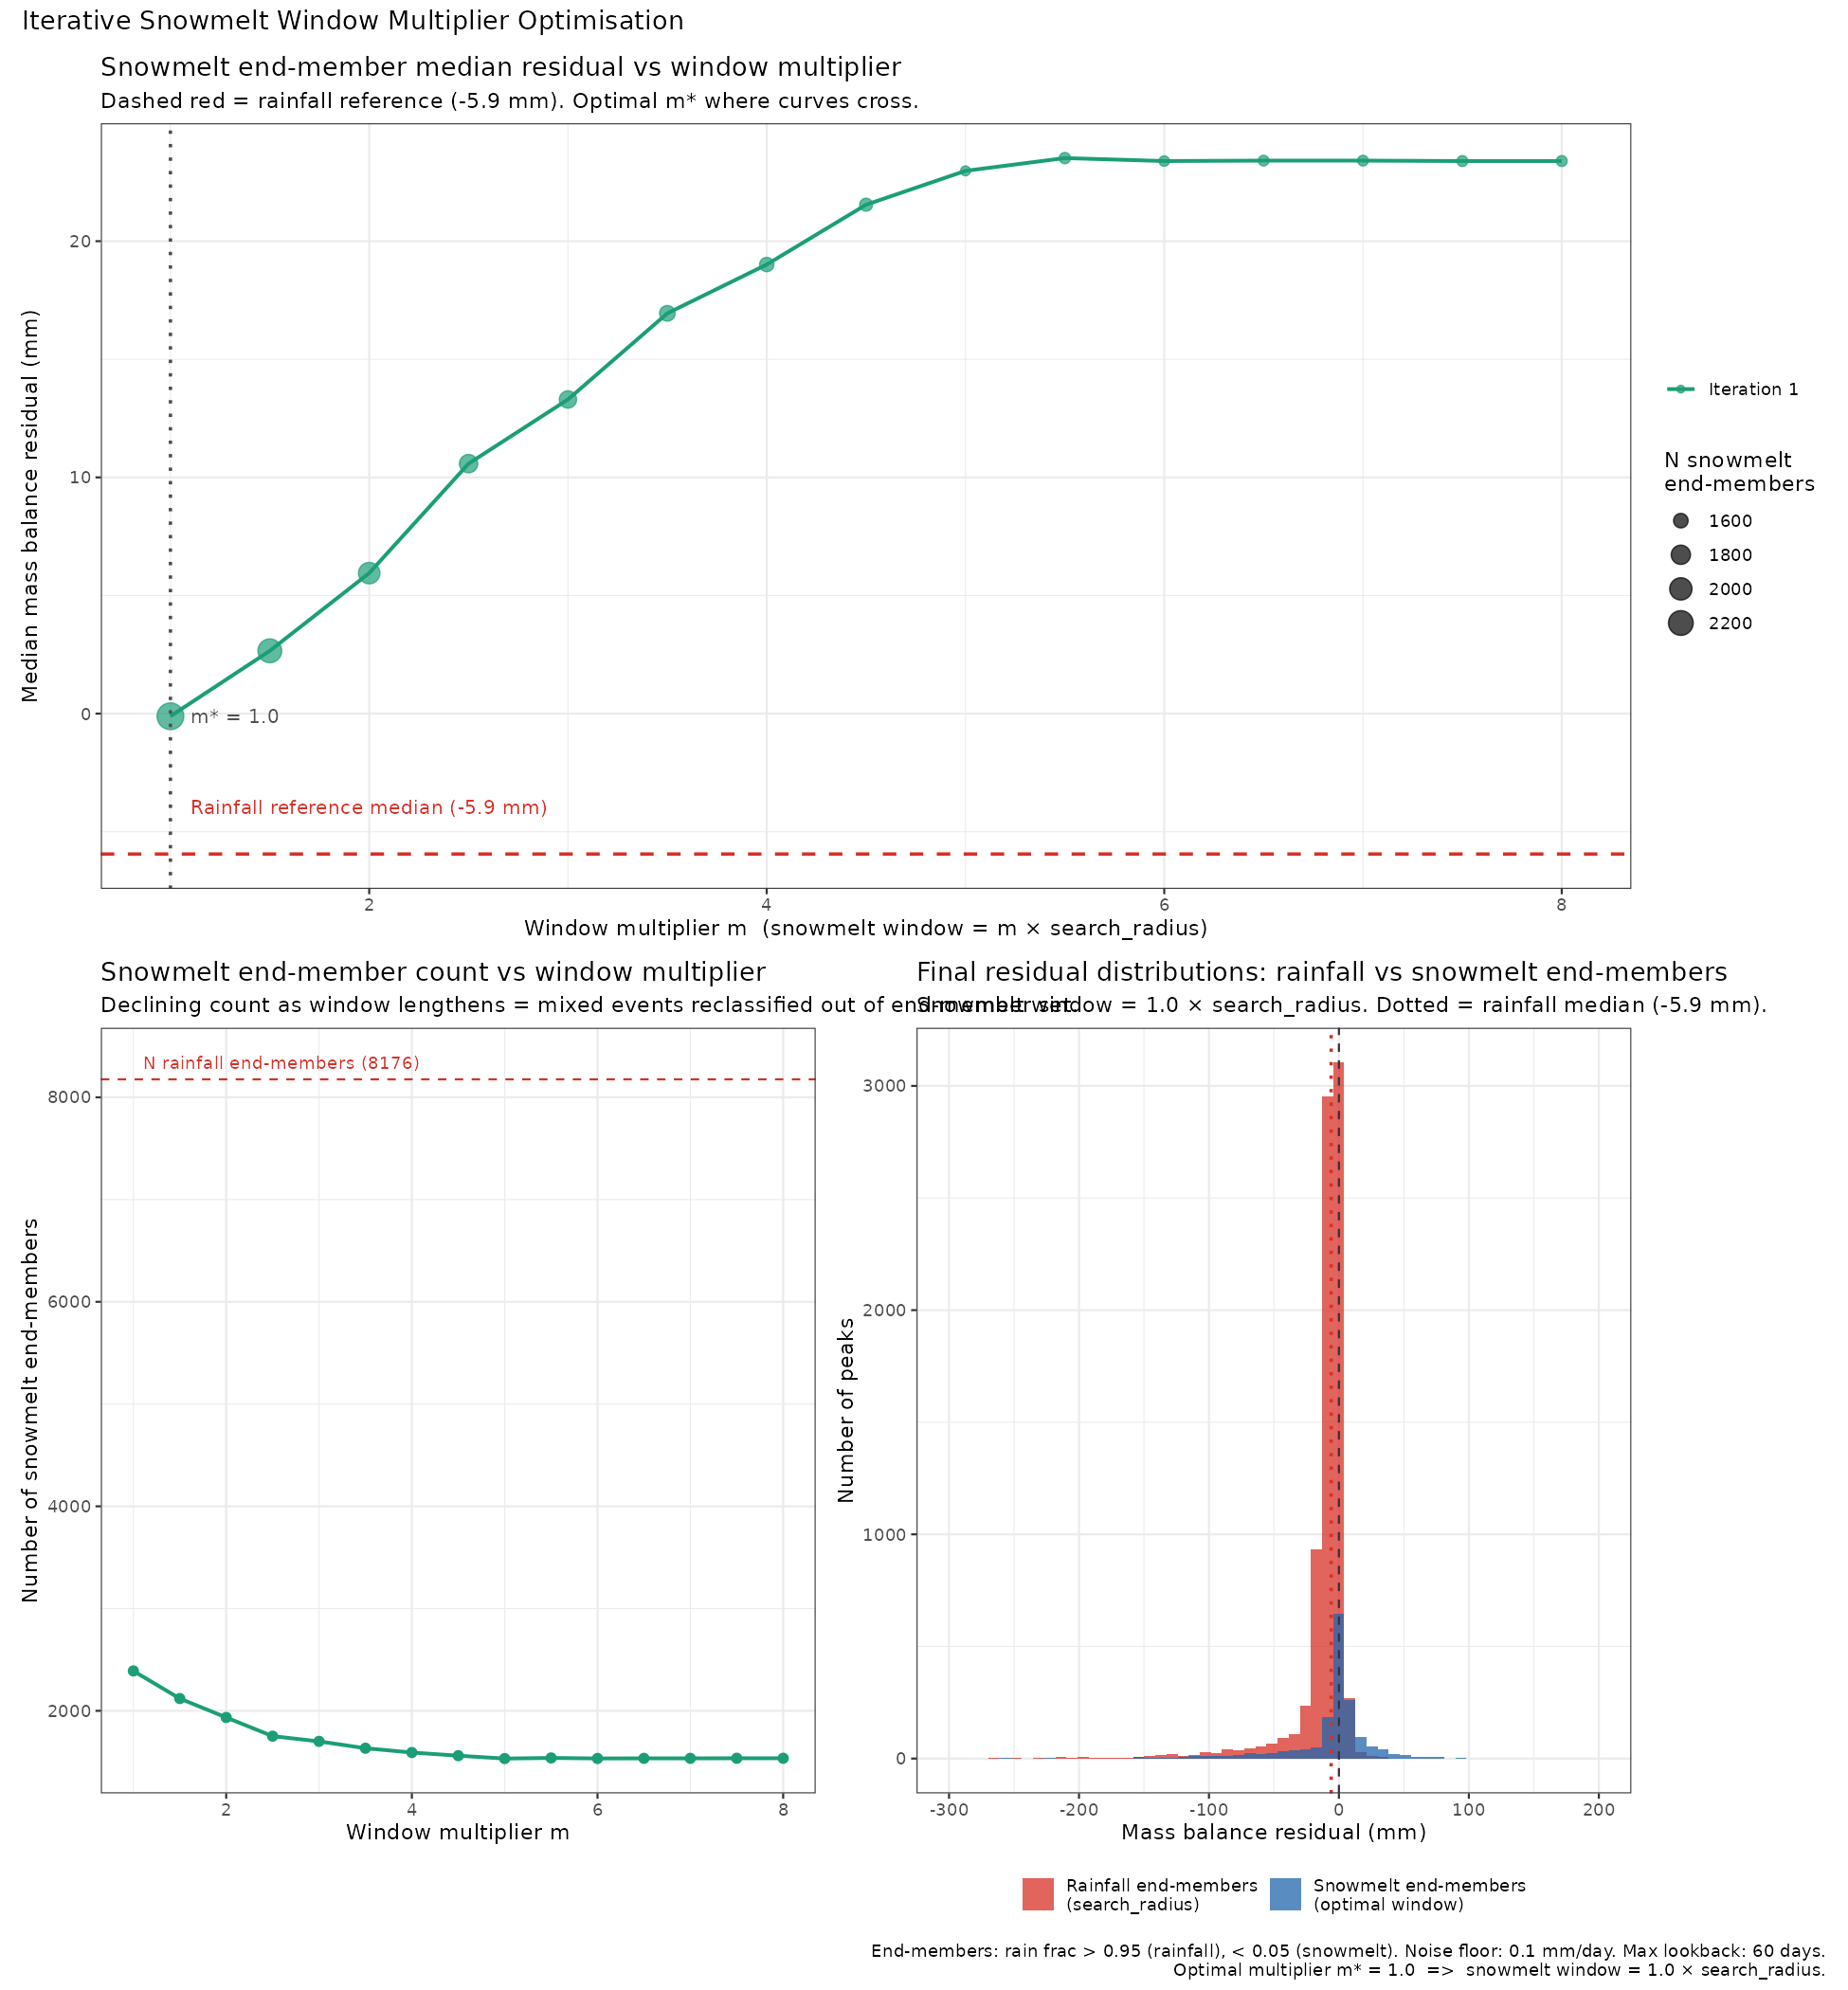 Iterative Snowmelt Window Multiplier Optimisation
Snowmelt end-member median residual vs window multiplier
Dashed red = rainfall reference (-5.9 mm). Optimal m* where curves cross.
Median mass balance residual (mm)
20
10
0
m* = 1.0
Rainfall reference median (-5.9 mm)
2
4
6
8
Window multiplier m  (snowmelt window = m × search_radius)
Iteration 1
N snowmelt
end-members
1600
1800
2000
2200
Snowmelt end-member count vs window multiplier
Declining count as window lengthens = mixed events reclassified out of end-member set.
Number of snowmelt end-members
N rainfall end-members (8176)
8000
6000
4000
2000
2
4
6
8
Window multiplier m
Final residual distributions: rainfall vs snowmelt end-members
Snowmelt window = 1.0 × search_radius. Dotted = rainfall median (-5.9 mm).
Number of peaks
3000
2000
1000
0
-300
-200
-100
0
100
200
Mass balance residual (mm)
Rainfall end-members
(search_radius)
Snowmelt end-members
(optimal window)
End-members: rain frac > 0.95 (rainfall), < 0.05 (snowmelt). Noise floor: 0.1 mm/day. Max lookback: 60 days.
Optimal multiplier m* = 1.0  =>  snowmelt window = 1.0 × search_radius.